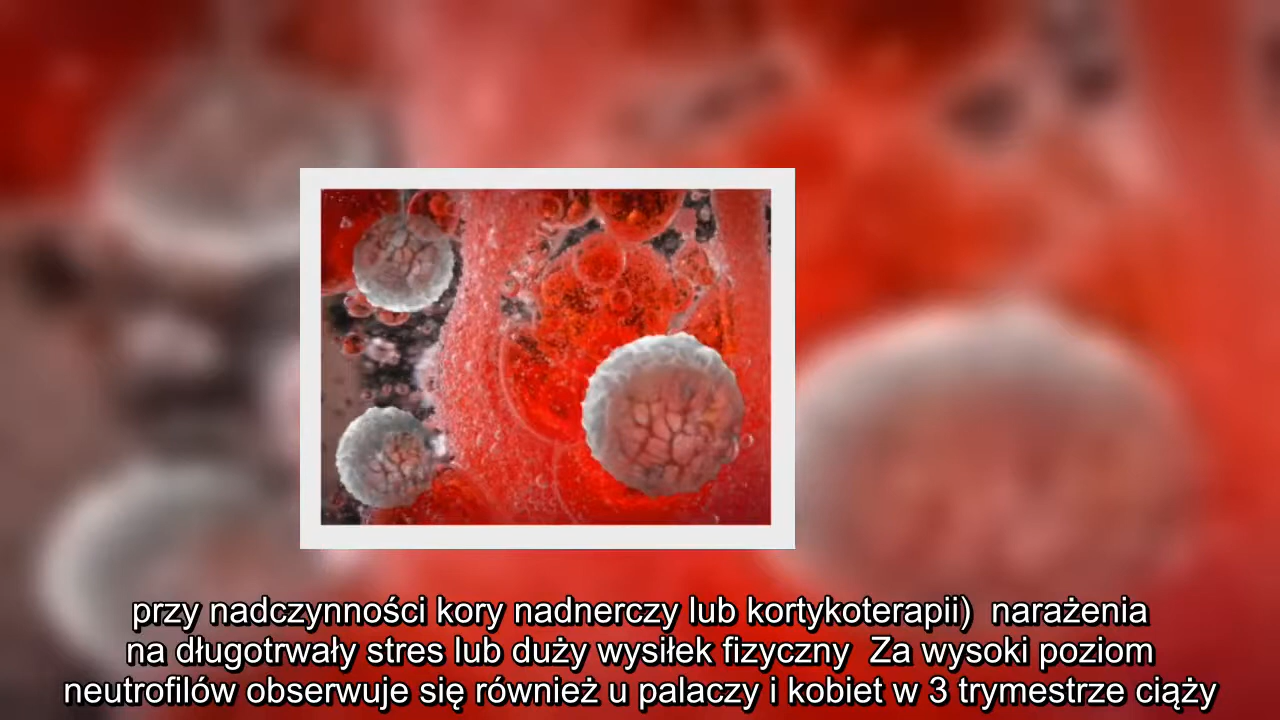 przy nadczynności kory nadnerczy lub kortykoterapii)  narażenia
na długotrwały stres lub duży wysiłek fizyczny  Za wysoki poziom
neutrofilów obserwuje się również u palaczy i kobiet w 3 trymestrze ciąży